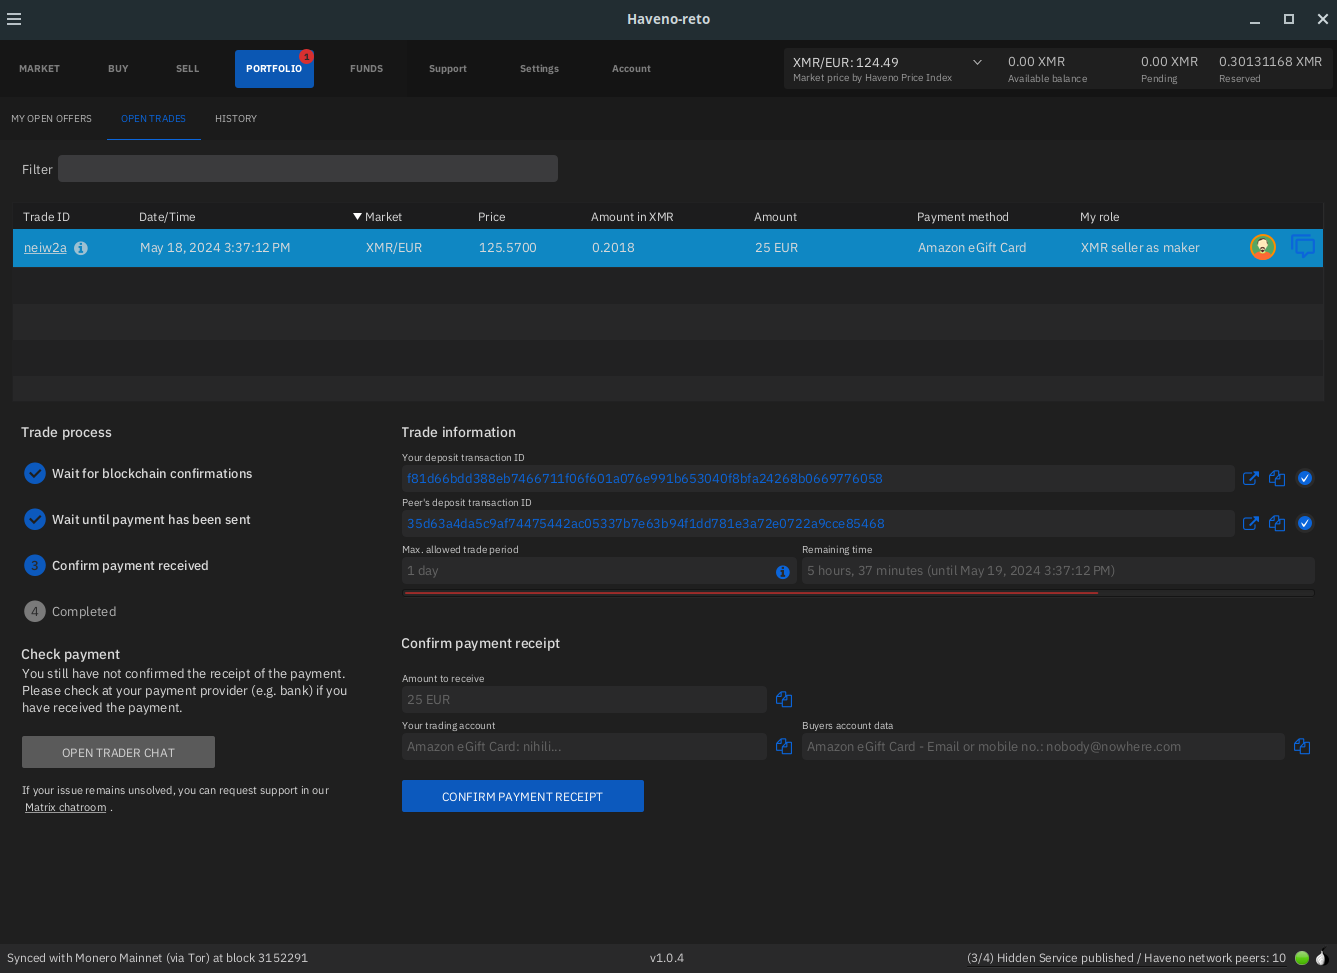 Haveno-reto
MARKET BUY SELL PORTFOLIO 1 FUNDS Support Settings Account
XMR/EUR: 124.49 0.00 XMR 0.00 XMR 0.30131168 XMR
Market price by Haveno Price Index Available balance Pending Reserved
MY OPEN OFFERS OPEN TRADES HISTORY
Filter
Trade ID Date/Time Market Price Amount in XMR Amount Payment method My role
neiw2a May 18, 2024 3:37:12 PM XMR/EUR 125.5700 0.2018 25 EUR Amazon eGift Card XMR seller as maker
Trade process
Wait for blockchain confirmations
Wait until payment has been sent
3 Confirm payment received
4 Completed
Check payment
You still have not confirmed the receipt of the payment.
Please check at your payment provider (e.g. bank) if you
have received the payment.
OPEN TRADER CHAT
If your issue remains unsolved, you can request support in our
Matrix chatroom .
Trade information
Your deposit transaction ID
f81d66bdd388eb7466711f06f601a076e991b653040f8bfa24268b0669776058
Peer's deposit transaction ID
35d63a4da5c9af74475442ac05337b7e63b94f1dd781e3a72e0722a9cce85468
Max. allowed trade period Remaining time
1 day 5 hours, 37 minutes (until May 19, 2024 3:37:12 PM)
Confirm payment receipt
Amount to receive
25 EUR
Your trading account Buyers account data
Amazon eGift Card: nihili... Amazon eGift Card - Email or mobile no.: nobody@nowhere.com
CONFIRM PAYMENT RECEIPT
Synced with Monero Mainnet (via Tor) at block 3152291 v1.0.4 (3/4) Hidden Service published / Haveno network peers: 10